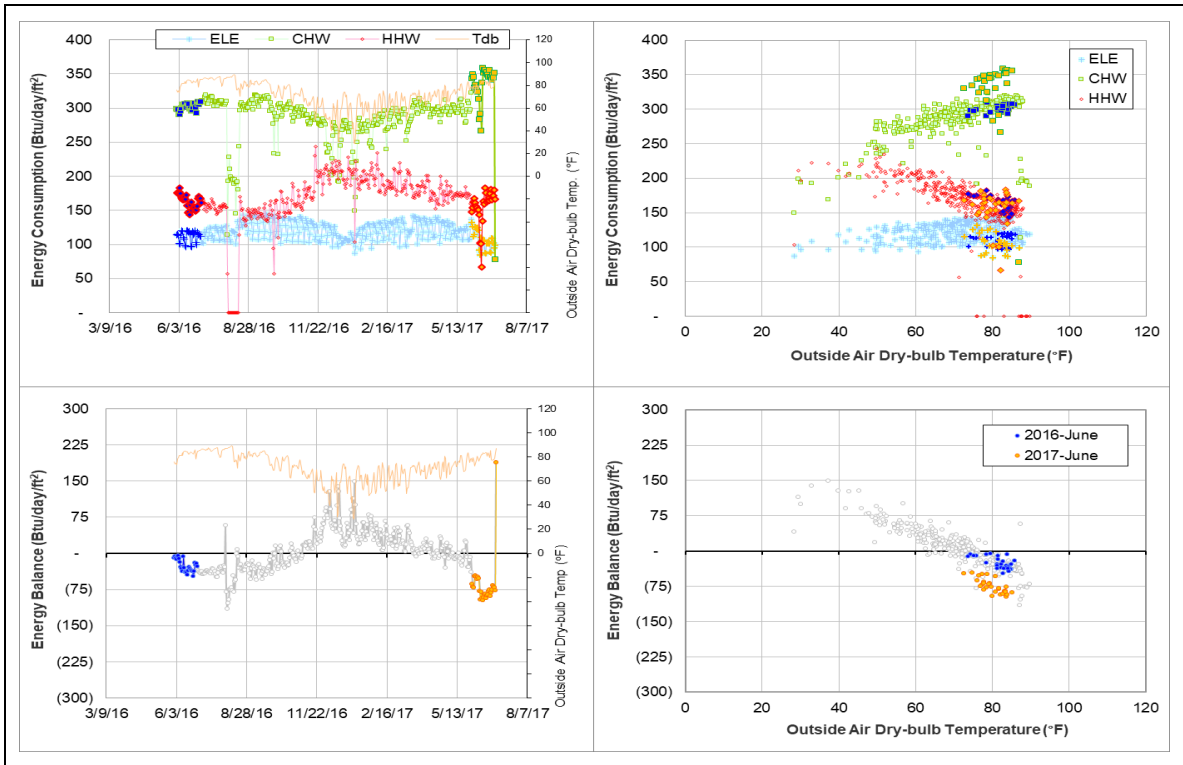 ELE CHW HHW Tdb
Energy Consumption (Btu/day/ft²)
400
350
300
250
200
150
100
50
-
120
100
80
60
40
20
0
Outside Air Dry-bulb Temp. (°F)
3/9/16 6/3/16 8/28/16 11/22/16 2/16/17 5/13/17 8/7/17
ELE
CHW
HHW
Energy Consumption (Btu/day/ft²)
400
350
300
250
200
150
100
50
-
0 20 40 60 80 100 120
Outside Air Dry-bulb Temperature (°F)
Energy Balance (Btu/day/ft²)
300
225
150
75
-
(75)
(150)
(225)
(300)
120
100
80
60
40
20
0
Outside Air Dry-bulb Temp (°F)
3/9/16 6/3/16 8/28/16 11/22/16 2/16/17 5/13/17 8/7/17
2016-June
2017-June
Energy Balance (Btu/day/ft²)
300
225
150
75
-
(75)
(150)
(225)
(300)
0 20 40 60 80 100 120
Outside Air Dry-bulb Temperature (°F)